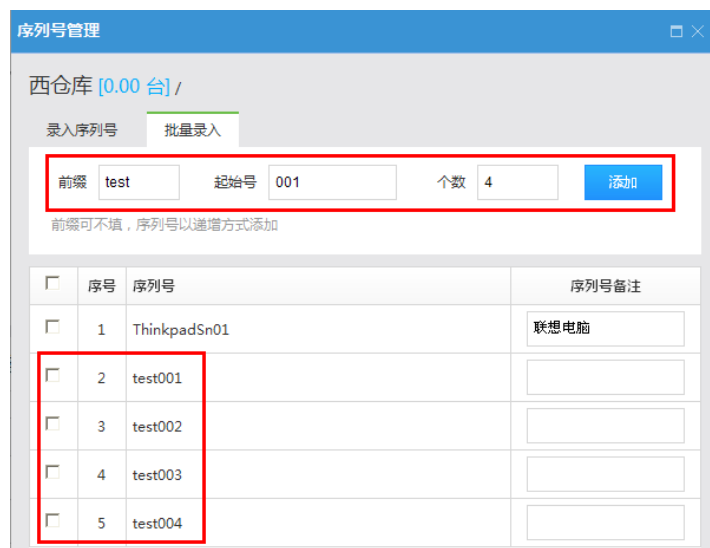 序列号管理
西仓库 [0.00 台] /
录入序列号 批量录入
前缀 test 起始号 001 个数 4 添加
前缀可不填，序列号以递增方式添加
序号 序列号 序列号备注
1 ThinkpadSn01 联想电脑
2 test001
3 test002
4 test003
5 test004